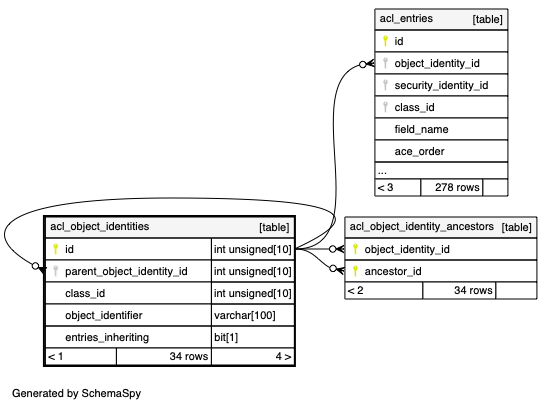 acl_entries [table]
id
object_identity_id
security_identity_id
class_id
field_name
ace_order
...
< 3 278 rows
acl_object_identities [table]
id int unsigned[10]
parent_object_identity_id int unsigned[10]
class_id int unsigned[10]
object_identifier varchar[100]
entries_inheriting bit[1]
< 1 34 rows 4 >
acl_object_identity_ancestors [table]
object_identity_id
ancestor_id
< 2 34 rows
Generated by SchemaSpy